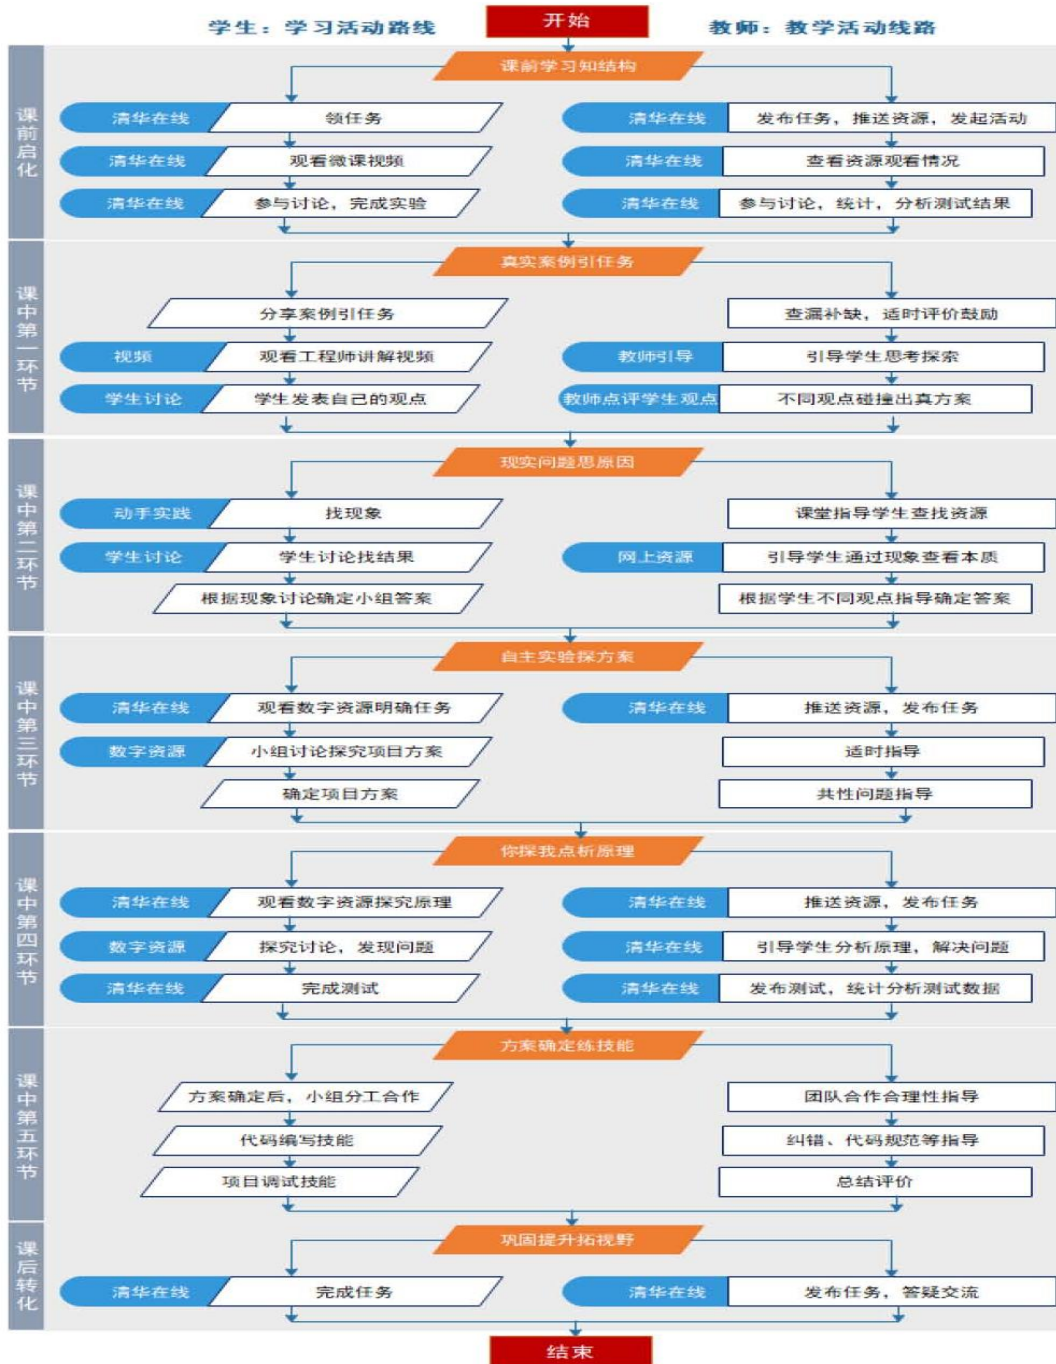 开始
学生：学习活动路线
教师：教学活动线路
课前启化
课前学习知结构
清华在线 领任务
清华在线 发布任务，推送资源，发起活动
清华在线 观看微课视频
清华在线 查看资源观看情况
清华在线 参与讨论，完成实验
清华在线 参与讨论，统计，分析测试结果
课中第一环节
真实案例引任务
分享案例引任务
查漏补缺，适时评价鼓励
视频 观看工程师讲解视频
教师引导 引导学生思考探索
学生讨论 学生发表自己的观点
教师点评学生观点 不同观点碰撞出真方案
课中第二环节
现实问题思原因
动手实践 找现象
课堂指导学生查找资源
学生讨论 学生讨论找结果
网上资源 引导学生通过现象查看本质
根据现象讨论确定小组答案
根据学生不同观点指导确定答案
课中第三环节
自主实验探方案
清华在线 观看数字资源明确任务
清华在线 推送资源，发布任务
数字资源 小组讨论探究项目方案
适时指导
确定项目方案
共性问题指导
课中第四环节
你探我点析原理
清华在线 观看数字资源探究原理
清华在线 推送资源，发布任务
数字资源 探究讨论，发现问题
清华在线 引导学生分析原理，解决问题
清华在线 完成测试
清华在线 发布测试，统计分析测试数据
课中第五环节
方案确定练技能
方案确定后，小组分工合作
团队合作合理性指导
代码编写技能
纠错、代码规范等指导
项目调试技能
总结评价
课后转化
巩固提升拓视野
清华在线 完成任务
清华在线 发布任务，答疑交流
结束